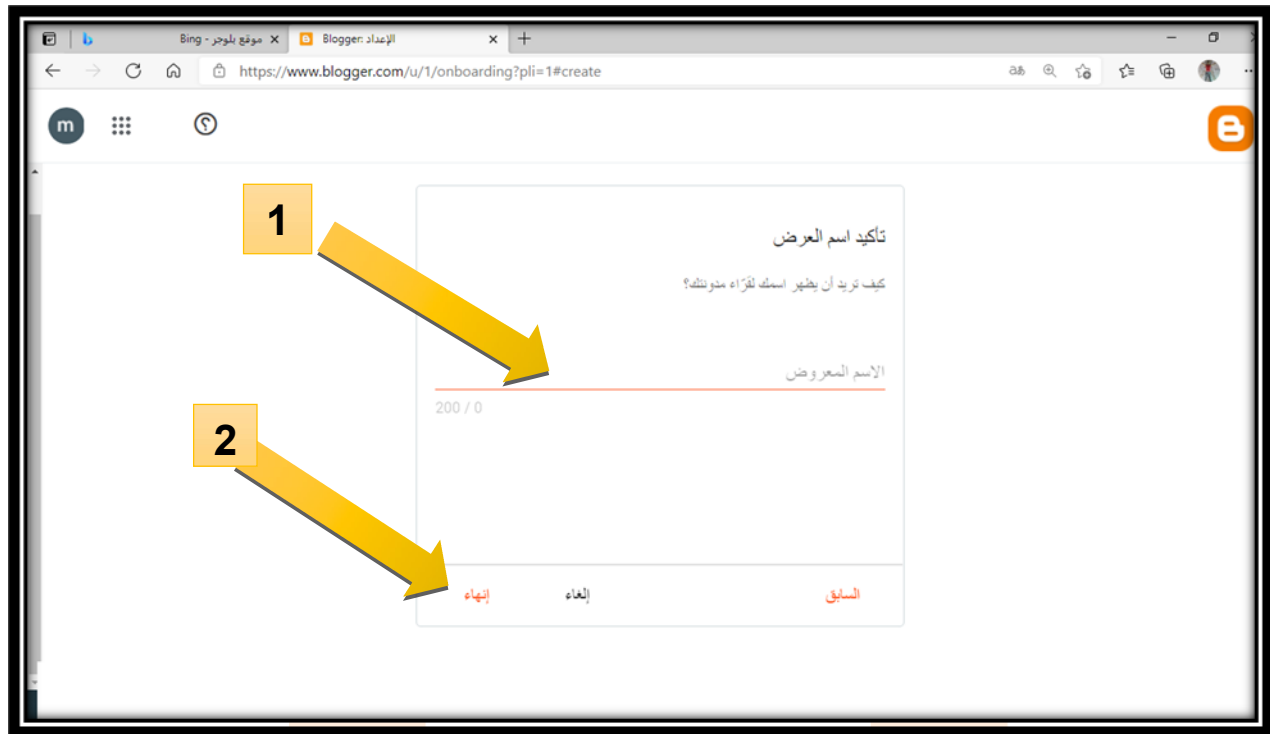 موقع بلوجر - Bing
الإعداد :Blogger
https://www.blogger.com/u/1/onboarding?pli=1#create
m
1
تأكيد اسم العرض
كيف تريد أن يظهر اسمك لقرّاء مدونتك؟
الاسم المعروض
200 / 0
2
السابق إلغاء إنهاء